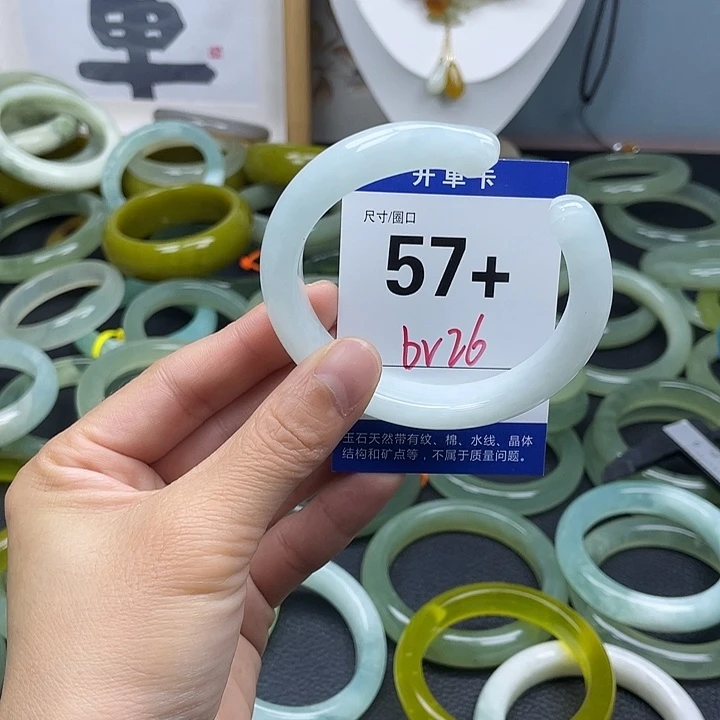 开单卡
尺寸/圈口
57+
bv26
玉石天然带有纹、棉、水线、晶体
结构和矿点等，不属于质量问题。